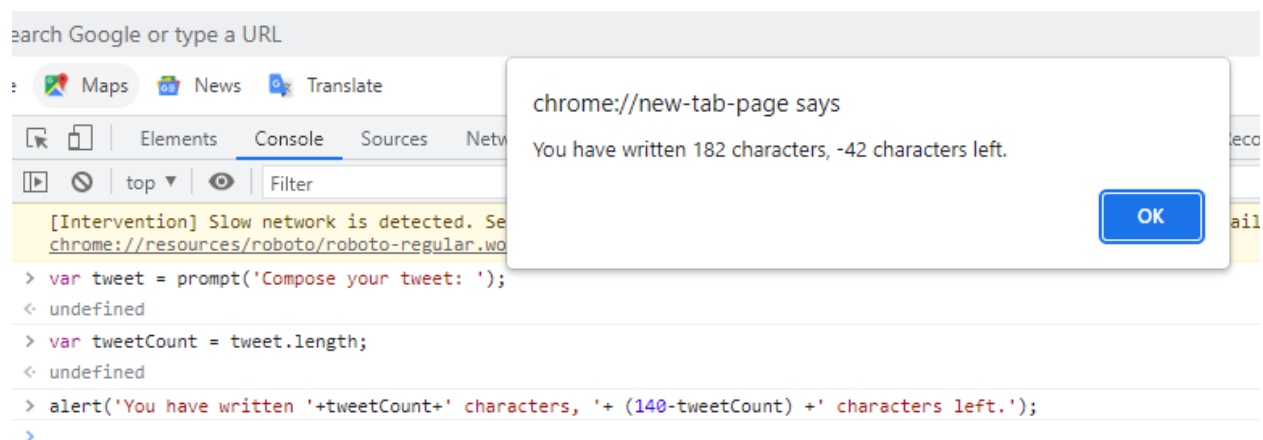 earch Google or type a URL
Maps News Translate
chrome://new-tab-page says
You have written 182 characters, -42 characters left.
OK
Elements Console Sources Netw
top Filter
[Intervention] Slow network is detected. Se
chrome://resources/roboto/roboto-regular.wo
> var tweet = prompt('Compose your tweet: ');
undefined
> var tweetCount = tweet.length;
undefined
> alert('You have written '+tweetCount+' characters, '+ (140-tweetCount) +' characters left.');
>